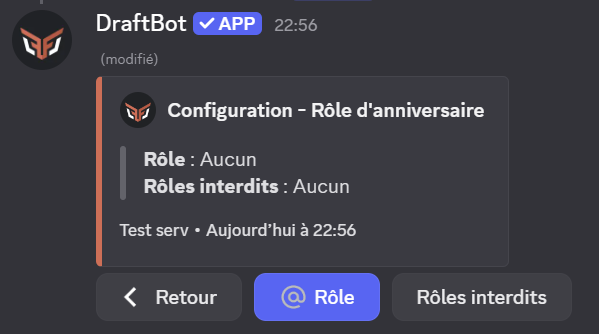 DraftBot ✓ APP 22:56
(modifié)
Configuration - Rôle d'anniversaire
Rôle : Aucun
Rôles interdits : Aucun
Test serv • Aujourd’hui à 22:56
Retour @ Rôle Rôles interdits